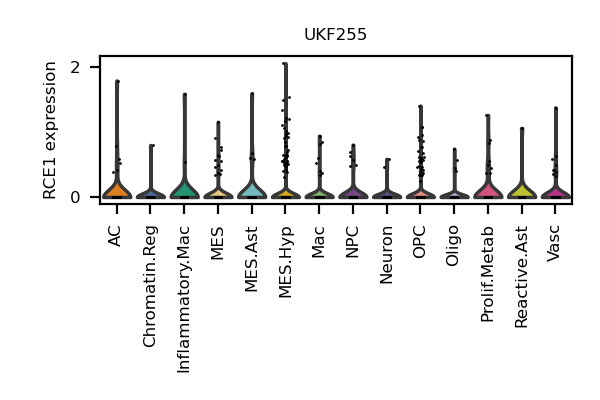 UKF255
RCE1 expression
2
0
AC
Chromatin.Reg
Inflammatory.Mac
MES
MES.Ast
MES.Hyp
Mac
NPC
Neuron
OPC
Oligo
Prolif.Metab
Reactive.Ast
Vasc